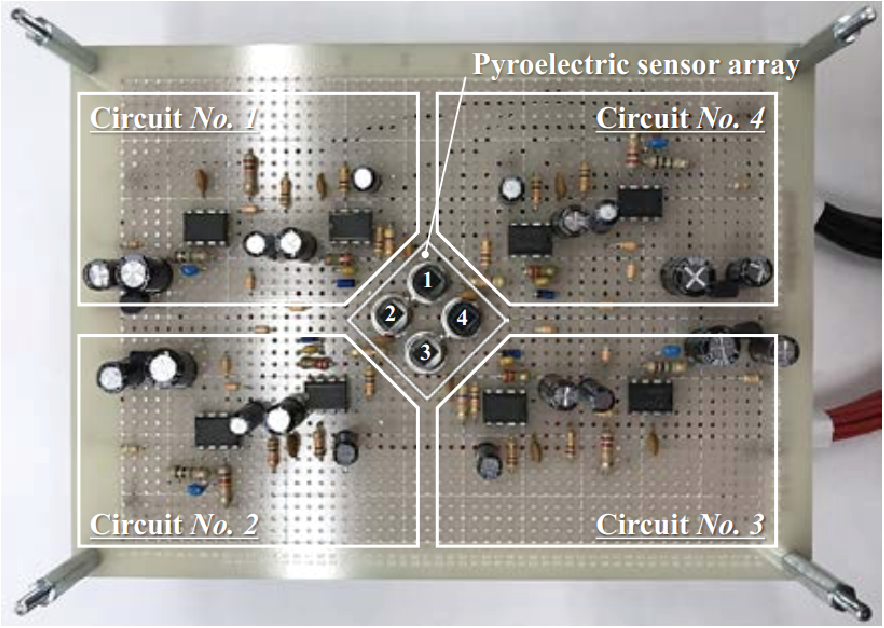 Pyroelectric sensor array
Circuit No. 1
Circuit No. 4
1
2
4
3
Circuit No. 2
Circuit No. 3